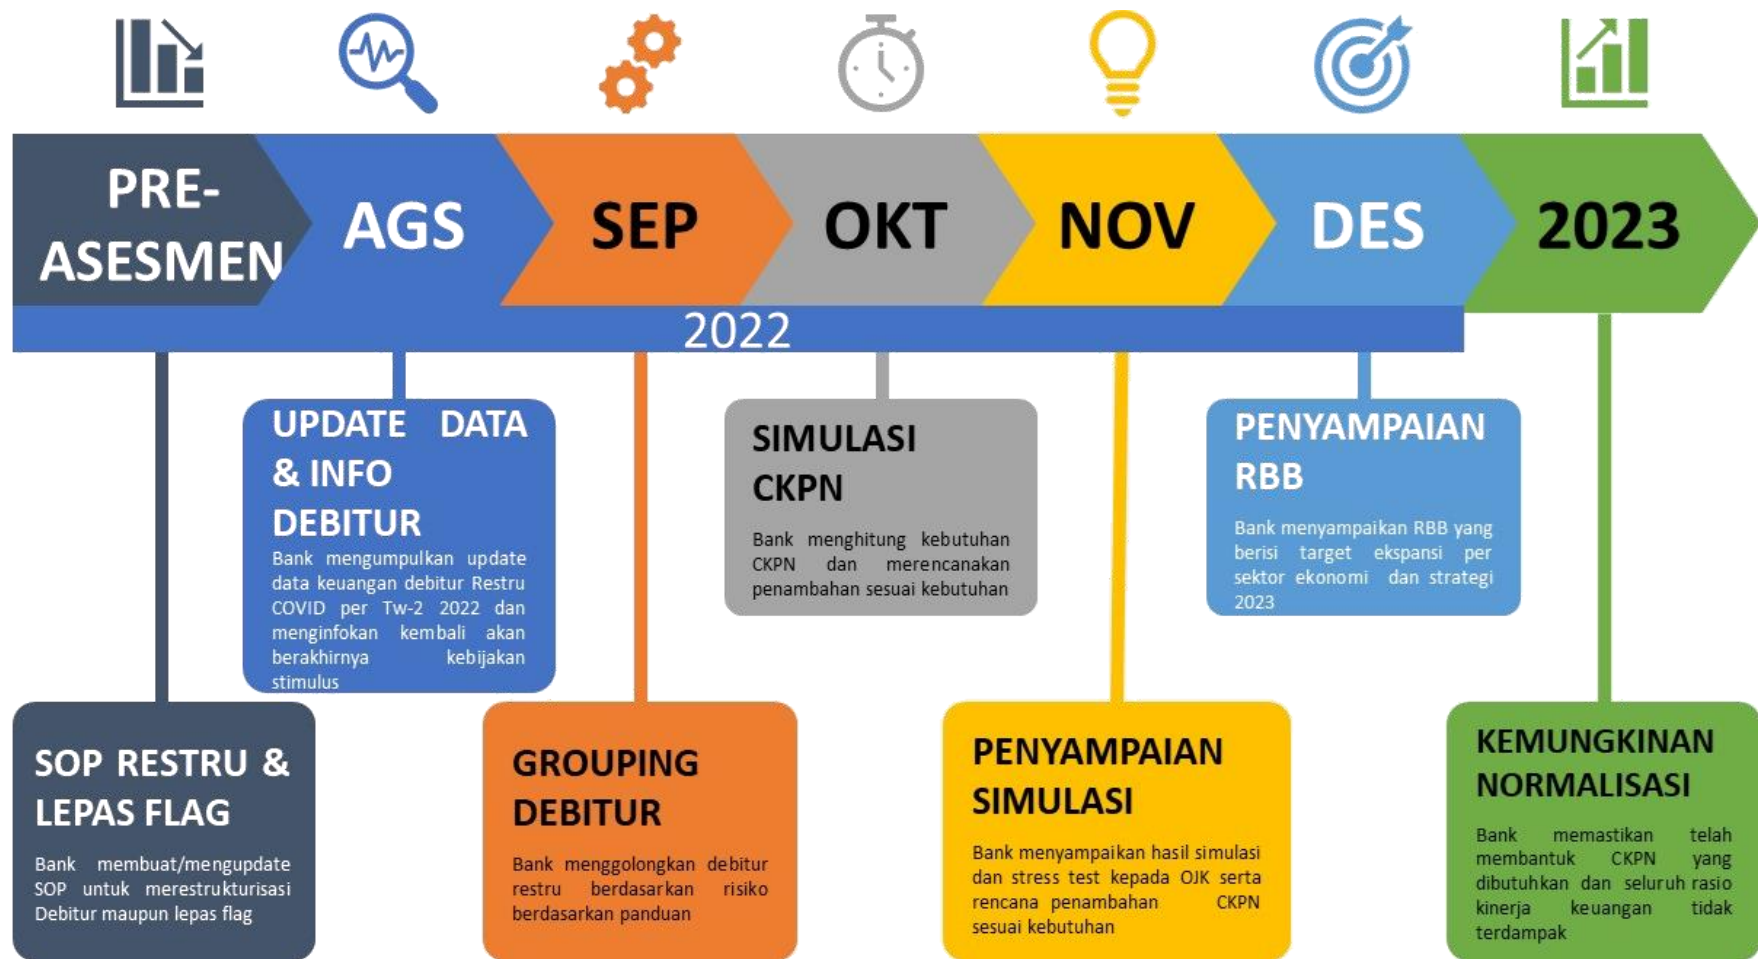 PRE-
ASESMEN
AGS
SEP
OKT
NOV
DES
2023
2022
SOP RESTRU &
LEPAS FLAG
Bank membuat/mengupdate
SOP untuk merestrukturisasi
Debitur maupun lepas flag
UPDATE DATA
& INFO
DEBITUR
Bank mengumpulkan update
data keuangan debitur Restru
COVID per Tw-2 2022 dan
menginfokan kembali akan
berakhirnya kebijakan
stimulus
GROUPING
DEBITUR
Bank menggolongkan debitur
restru berdasarkan risiko
berdasarkan panduan
SIMULASI
CKPN
Bank menghitung kebutuhan
CKPN dan merencanakan
penambahan sesuai kebutuhan
PENYAMPAIAN
SIMULASI
Bank menyampaikan hasil simulasi
dan stress test kepada OJK serta
rencana penambahan CKPN
sesuai kebutuhan
PENYAMPAIAN
RBB
Bank menyampaikan RBB yang
berisi target ekspansi per
sektor ekonomi dan strategi
2023
KEMUNGKINAN
NORMALISASI
Bank memastikan telah
membantuk CKPN yang
dibutuhkan dan seluruh rasio
kinerja keuangan tidak
terdampak